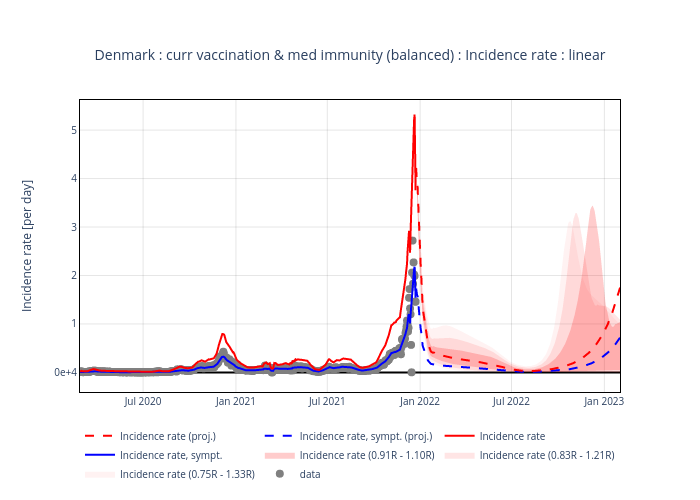 Denmark : curr vaccination & med immunity (balanced) : Incidence rate : linear
Incidence rate [per day]
5
4
3
2
1
0e+4
Jul 2020 Jan 2021 Jul 2021 Jan 2022 Jul 2022 Jan 2023
Incidence rate (proj.) Incidence rate, sympt. (proj.) Incidence rate
Incidence rate, sympt. Incidence rate (0.91R - 1.10R) Incidence rate (0.83R - 1.21R)
Incidence rate (0.75R - 1.33R) data